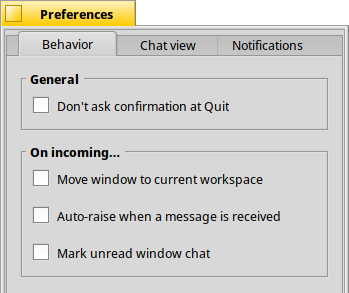 Preferences
Behavior
Chat view
Notifications
General
Don't ask confirmation at Quit
On incoming...
Move window to current workspace
Auto-raise when a message is received
Mark unread window chat